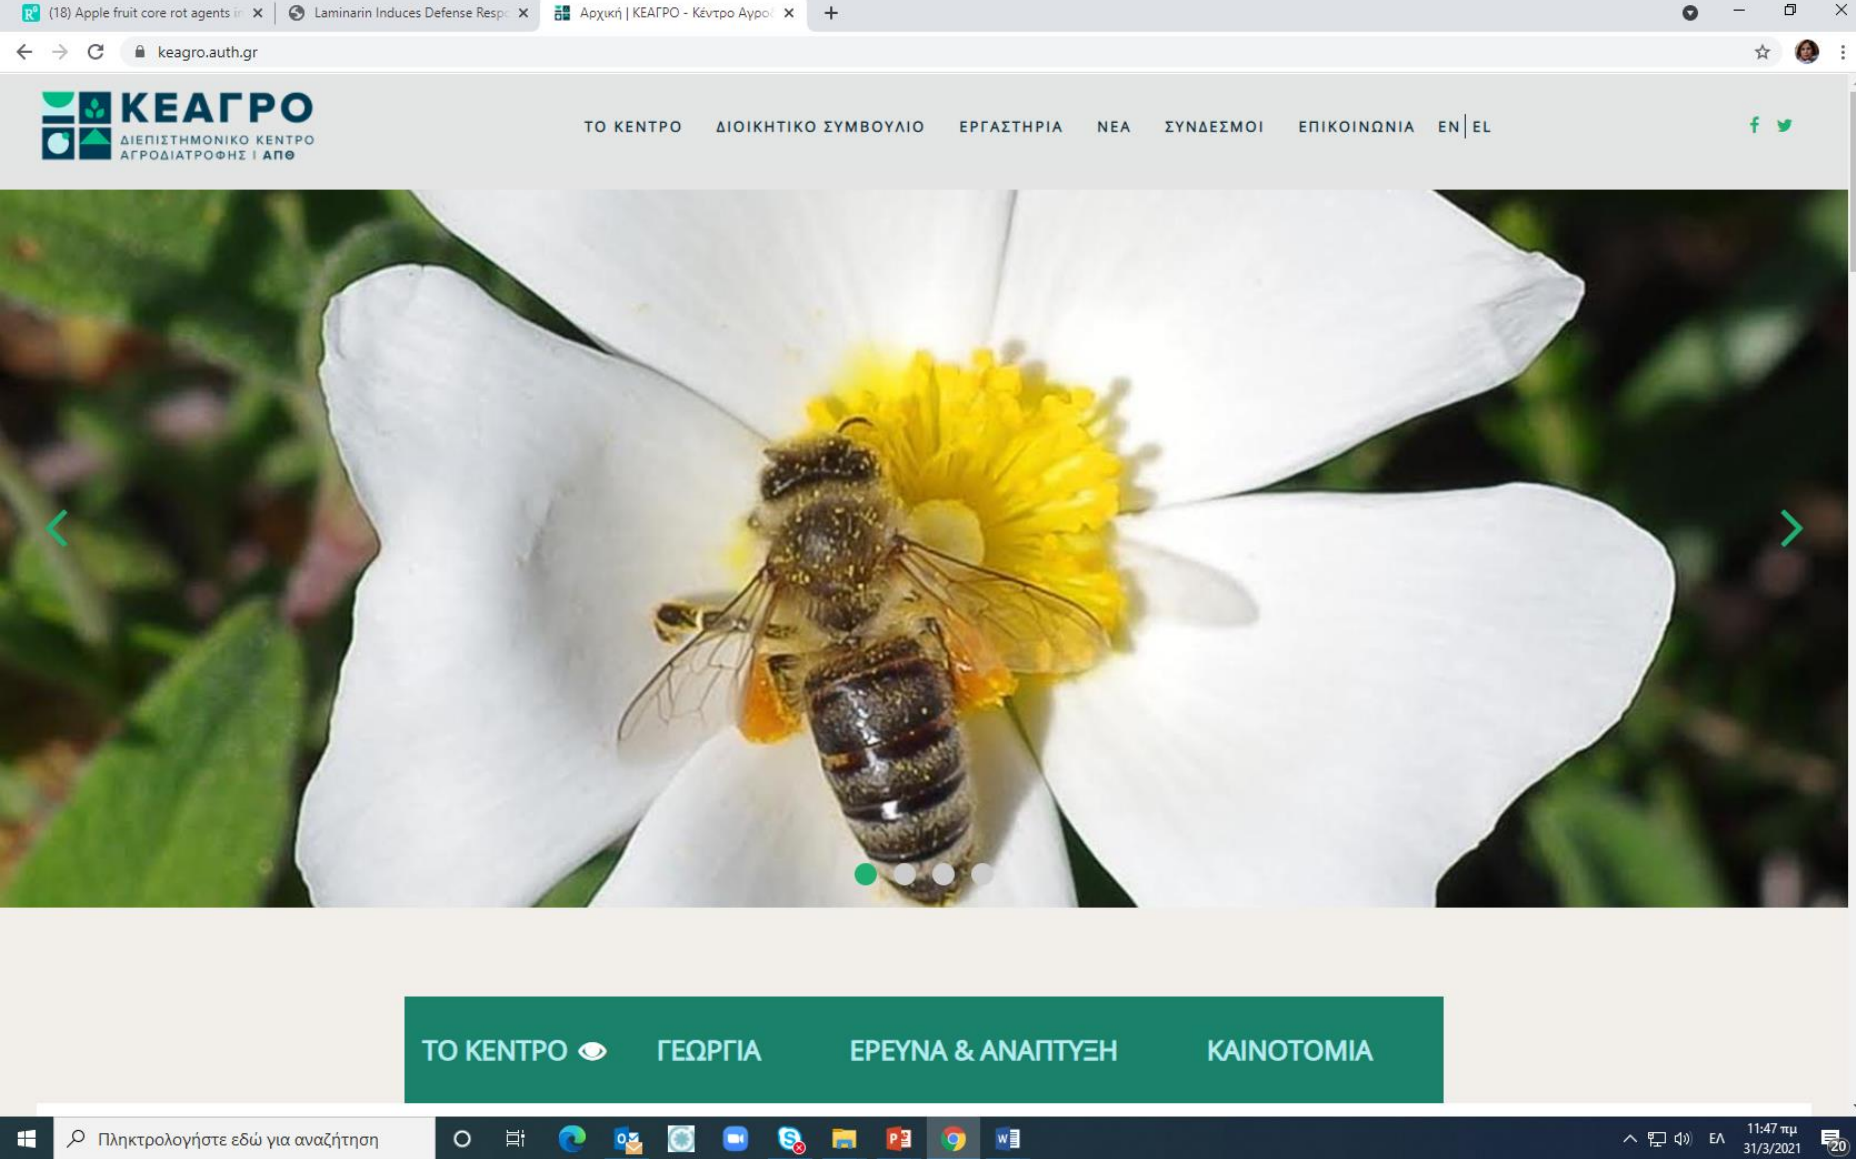 (18) Apple fruit core rot agents in
Laminarin Induces Defense Resp
Αρχική | ΚΕΑΓΡΟ - Κέντρο Αγροδ
keagro.auth.gr
ΚΕΑΓΡΟ
ΔΙΕΠΙΣΤΗΜΟΝΙΚΟ ΚΕΝΤΡΟ
ΑΓΡΟΔΙΑΤΡΟΦΗΣ | ΑΠΘ
ΤΟ ΚΕΝΤΡΟ ΔΙΟΙΚΗΤΙΚΟ ΣΥΜΒΟΥΛΙΟ ΕΡΓΑΣΤΗΡΙΑ ΝΕΑ ΣΥΝΔΕΣΜΟΙ ΕΠΙΚΟΙΝΩΝΙΑ EN EL
ΤΟ ΚΕΝΤΡΟ ΓΕΩΡΓΙΑ ΕΡΕΥΝΑ & ΑΝΑΠΤΥΞΗ ΚΑΙΝΟΤΟΜΙΑ
Πληκτρολογήστε εδώ για αναζήτηση
ΕΛ
11:47 πμ
31/3/2021
20